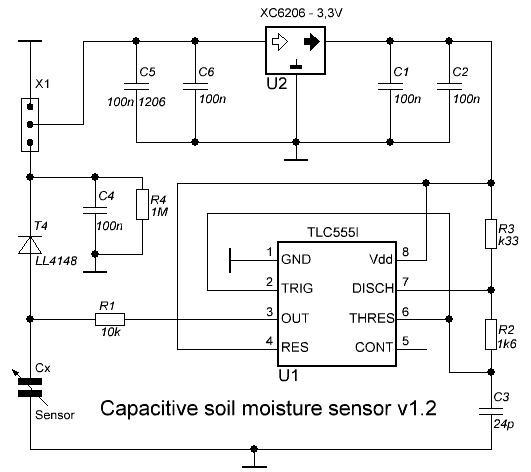 XC6206 - 3,3V
X1
C5
100n 1206
C6
100n
U2
C1
100n
C2
100n
C4
100n
R4
1M
R3
k33
T4
LL4148
TLC555I
1 GND Vdd 8
2 TRIG DISCH 7
3 OUT THRES 6
4 RES CONT 5
U1
R1
10k
R2
1k6
Cx
Sensor
Capacitive soil moisture sensor v1.2
C3
24p